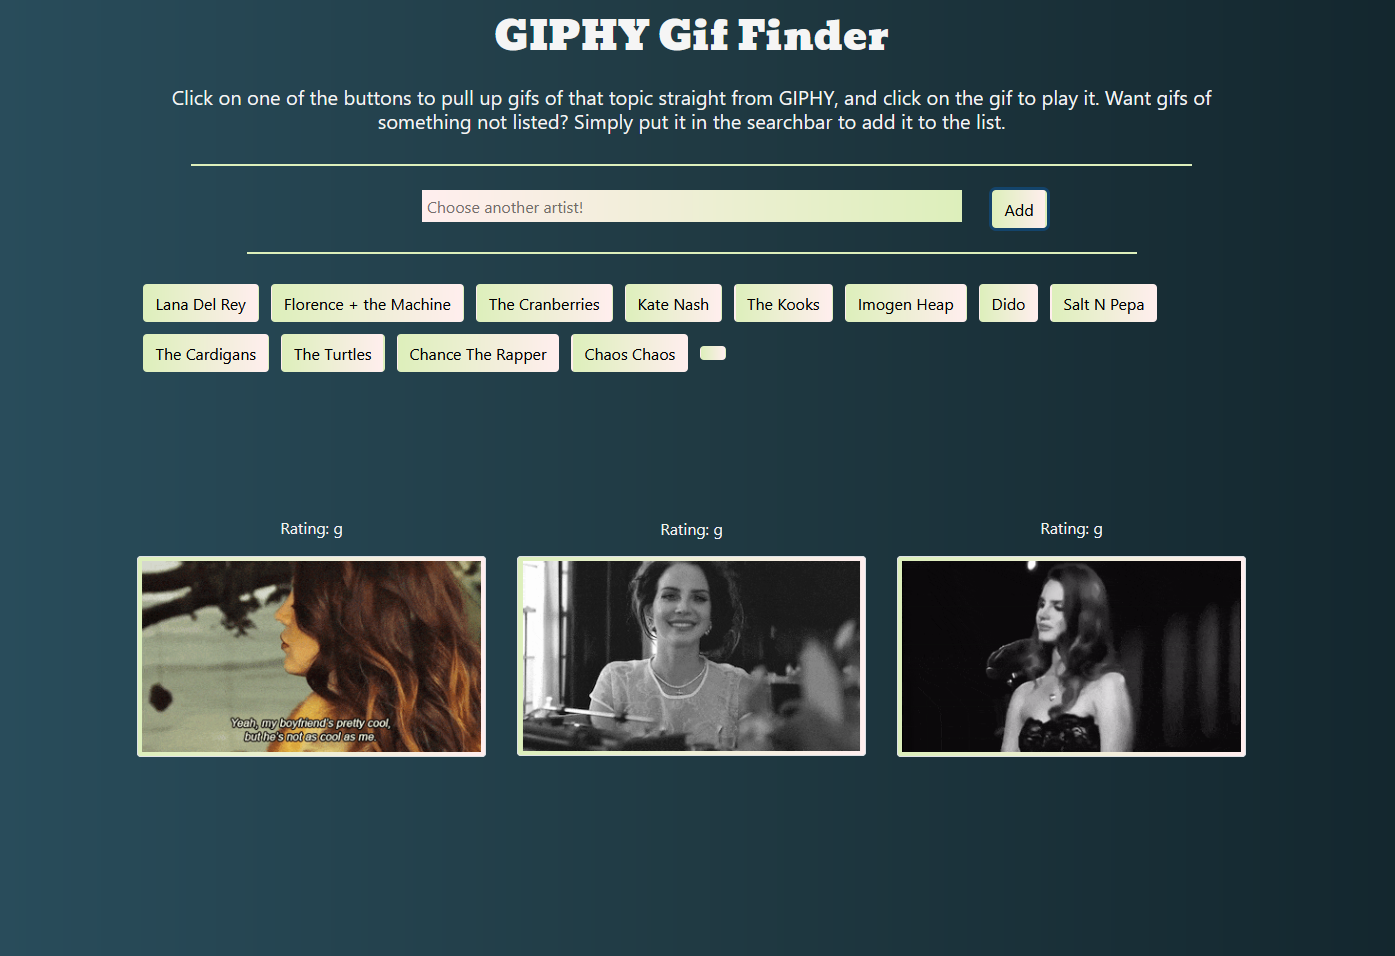 GIPHY Gif Finder
Click on one of the buttons to pull up gifs of that topic straight from GIPHY, and click on the gif to play it. Want gifs of
something not listed? Simply put it in the searchbar to add it to the list.
Choose another artist! Add
Lana Del Rey Florence + the Machine The Cranberries Kate Nash The Kooks Imogen Heap Dido Salt N Pepa
The Cardigans The Turtles Chance The Rapper Chaos Chaos
Rating: g Rating: g Rating: g
Yeah, my boyfriend's pretty cool,
but he's not as cool as me.